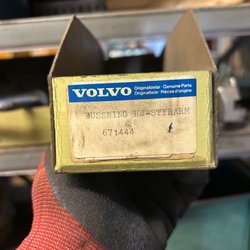 VOLVO
Originaldelar · Genuine Parts
Originalteile · Pièces d'origine
BUSSNING HJ-STYRARM
671444